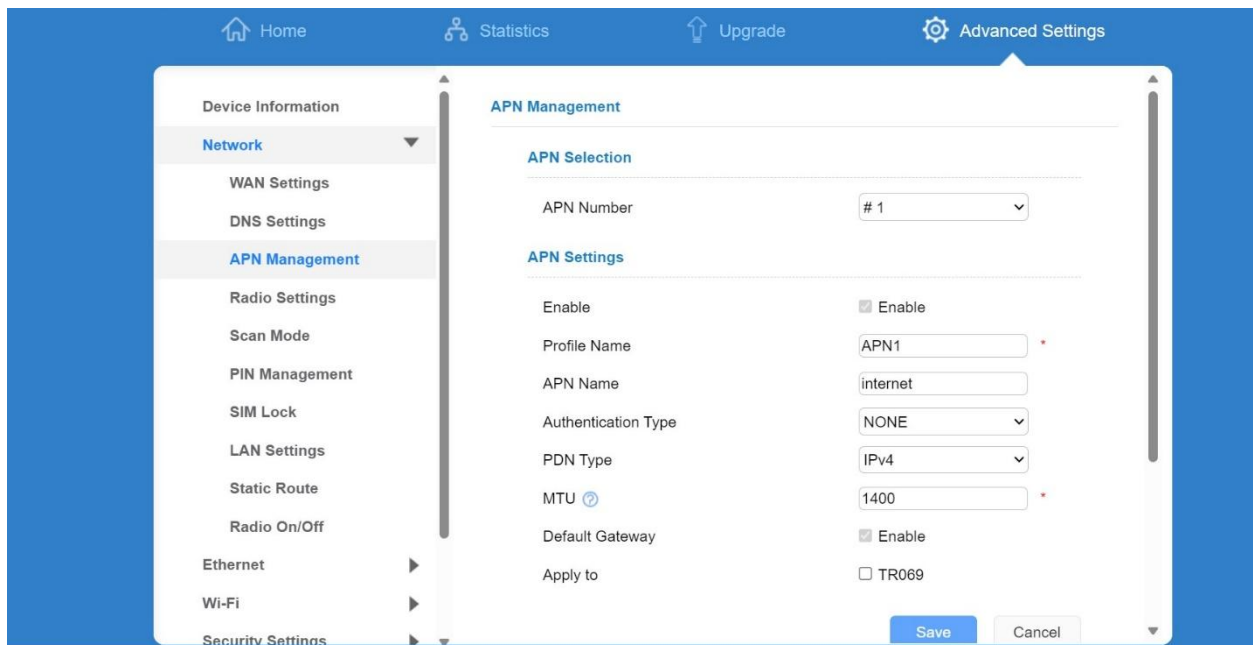 Home Statistics Upgrade Advanced Settings
Device Information
Network
WAN Settings
DNS Settings
APN Management
Radio Settings
Scan Mode
PIN Management
SIM Lock
LAN Settings
Static Route
Radio On/Off
Ethernet
Wi-Fi
Security Settings
APN Management
APN Selection
APN Number # 1
APN Settings
Enable Enable
Profile Name APN1 *
APN Name internet
Authentication Type NONE
PDN Type IPv4
MTU ? 1400 *
Default Gateway Enable
Apply to TR069
Save Cancel